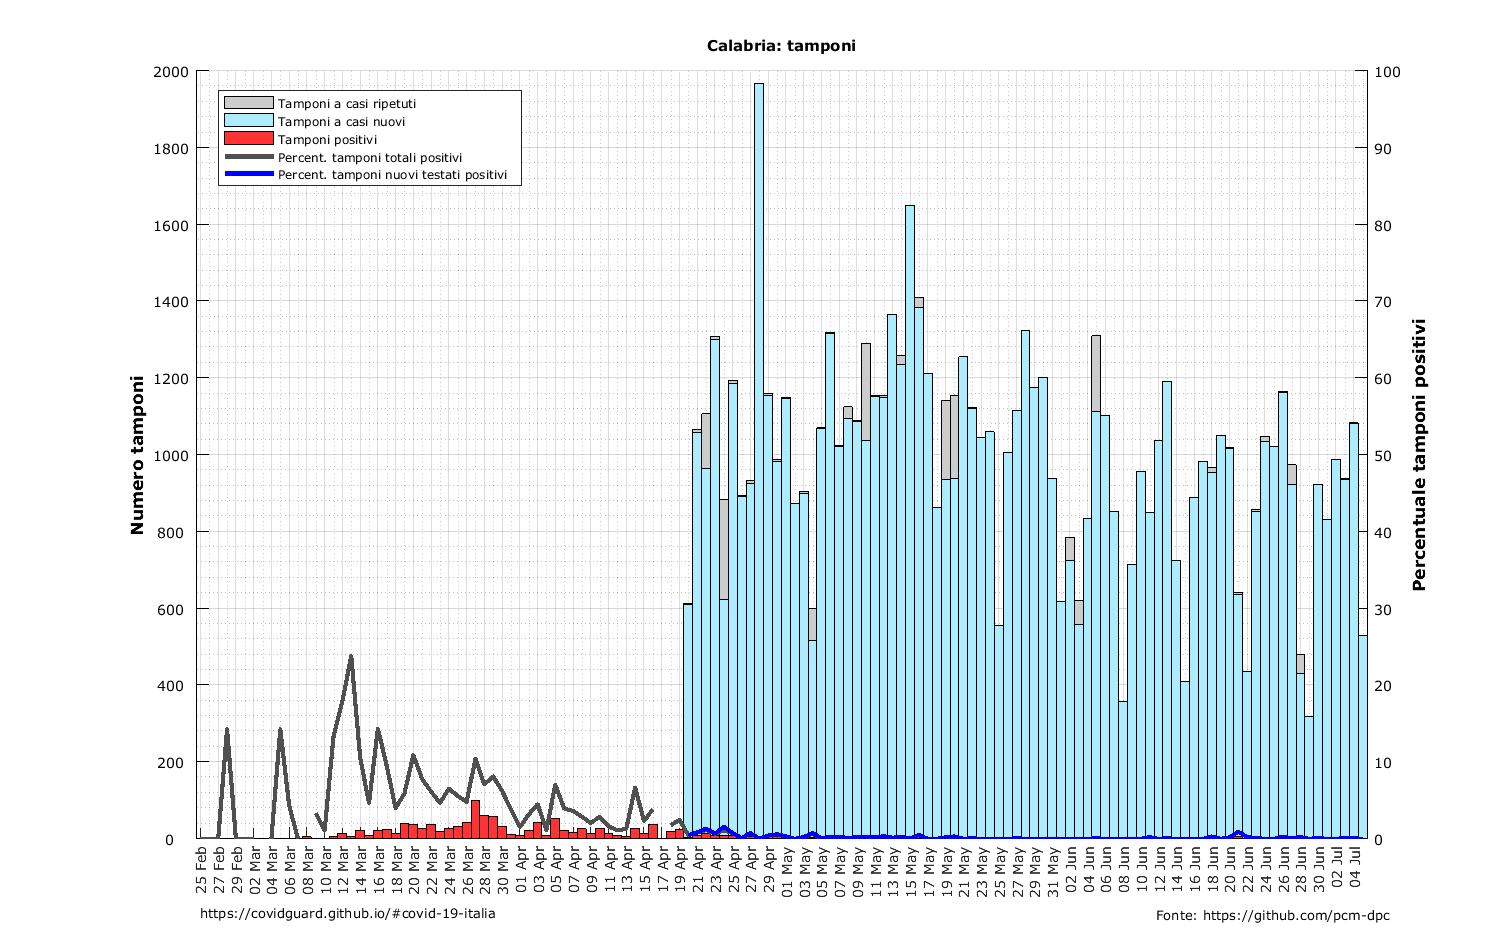 Calabria: tamponi
Tamponi a casi ripetuti
Tamponi a casi nuovi
Tamponi positivi
Percent. tamponi totali positivi
Percent. tamponi nuovi testati positivi
Numero tamponi
2000
1800
1600
1400
1200
1000
800
600
400
200
0
100
90
80
70
60
50
40
30
20
10
0
Percentuale tamponi positivi
25 Feb
27 Feb
29 Feb
02 Mar
04 Mar
06 Mar
08 Mar
10 Mar
12 Mar
14 Mar
16 Mar
18 Mar
20 Mar
22 Mar
24 Mar
26 Mar
28 Mar
30 Mar
01 Apr
03 Apr
05 Apr
07 Apr
09 Apr
11 Apr
13 Apr
15 Apr
17 Apr
19 Apr
21 Apr
23 Apr
25 Apr
27 Apr
29 Apr
01 May
03 May
05 May
07 May
09 May
11 May
13 May
15 May
17 May
19 May
21 May
23 May
25 May
27 May
29 May
31 May
02 Jun
04 Jun
06 Jun
08 Jun
10 Jun
12 Jun
14 Jun
16 Jun
18 Jun
20 Jun
22 Jun
24 Jun
26 Jun
28 Jun
30 Jun
02 Jul
04 Jul
https://covidguard.github.io/#covid-19-italia
Fonte: https://github.com/pcm-dpc